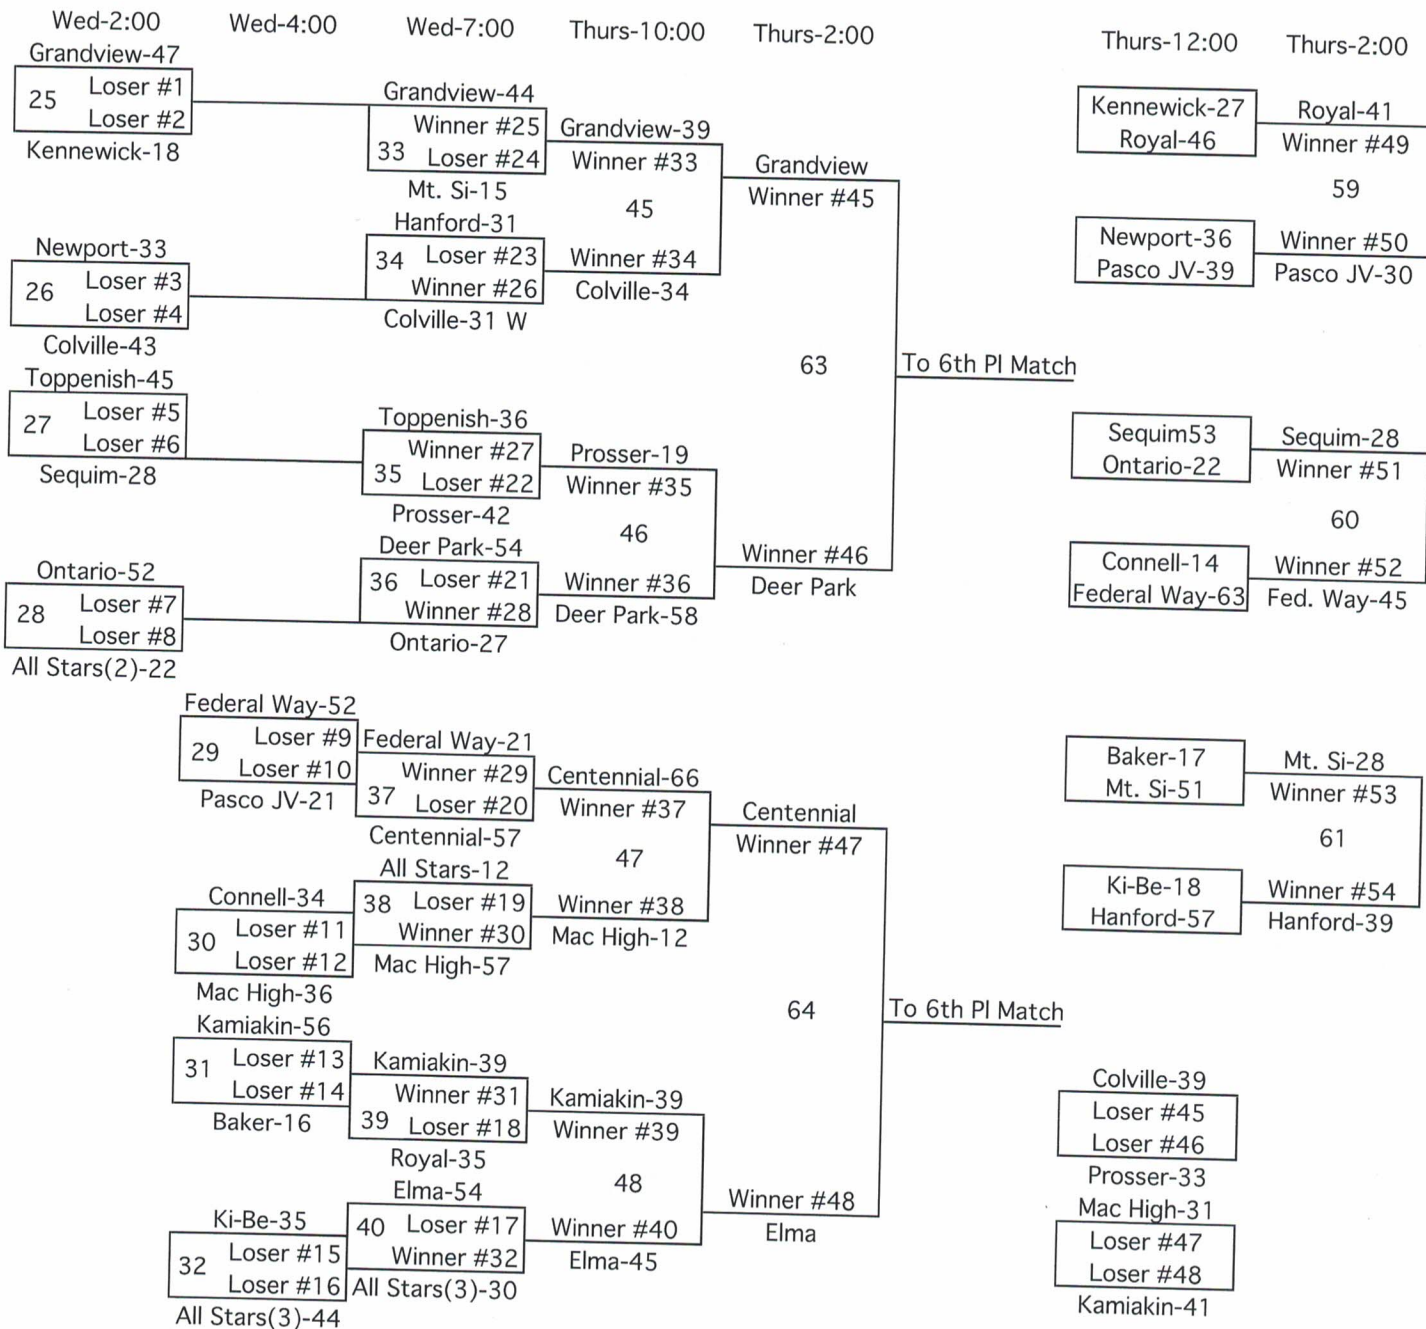 Wed-2:00
Wed-4:00
Wed-7:00
Thurs-10:00
Thurs-2:00
Thurs-12:00
Thurs-2:00
Grandview-47
25
Loser #1
Loser #2
Kennewick-18
Newport-33
26
Loser #3
Loser #4
Colville-43
Toppenish-45
27
Loser #5
Loser #6
Sequim-28
Ontario-52
28
Loser #7
Loser #8
All Stars(2)-22
Federal Way-52
29
Loser #9
Loser #10
Pasco JV-21
Connell-34
30
Loser #11
Loser #12
Mac High-36
Kamiakin-56
31
Loser #13
Loser #14
Baker-16
Ki-Be-35
32
Loser #15
Loser #16
All Stars(3)-44
Grandview-44
Winner #25
33
Loser #24
Mt. Si-15
Hanford-31
34
Loser #23
Winner #26
Colville-31 W
Toppenish-36
Winner #27
35
Loser #22
Prosser-42
Deer Park-54
36
Loser #21
Winner #28
Ontario-27
Federal Way-21
Winner #29
37
Loser #20
Centennial-57
All Stars-12
38
Loser #19
Winner #30
Mac High-57
Kamiakin-39
Winner #31
39
Loser #18
Royal-35
Elma-54
40
Loser #17
Winner #32
All Stars(3)-30
Grandview-39
Winner #33
45
Winner #34
Colville-34
Prosser-19
Winner #35
46
Winner #36
Deer Park-58
Centennial-66
Winner #37
47
Winner #38
Mac High-12
Kamiakin-39
Winner #39
48
Winner #40
Elma-45
Grandview
Winner #45
63
Winner #46
Deer Park
Centennial
Winner #47
64
Winner #48
Elma
To 6th Pl Match
To 6th Pl Match
Kennewick-27
Royal-46
Newport-36
Pasco JV-39
Sequim53
Ontario-22
Connell-14
Federal Way-63
Baker-17
Mt. Si-51
Ki-Be-18
Hanford-57
Colville-39
Loser #45
Loser #46
Prosser-33
Mac High-31
Loser #47
Loser #48
Kamiakin-41
Royal-41
Winner #49
59
Winner #50
Pasco JV-30
Sequim-28
Winner #51
60
Winner #52
Fed. Way-45
Mt. Si-28
Winner #53
61
Winner #54
Hanford-39